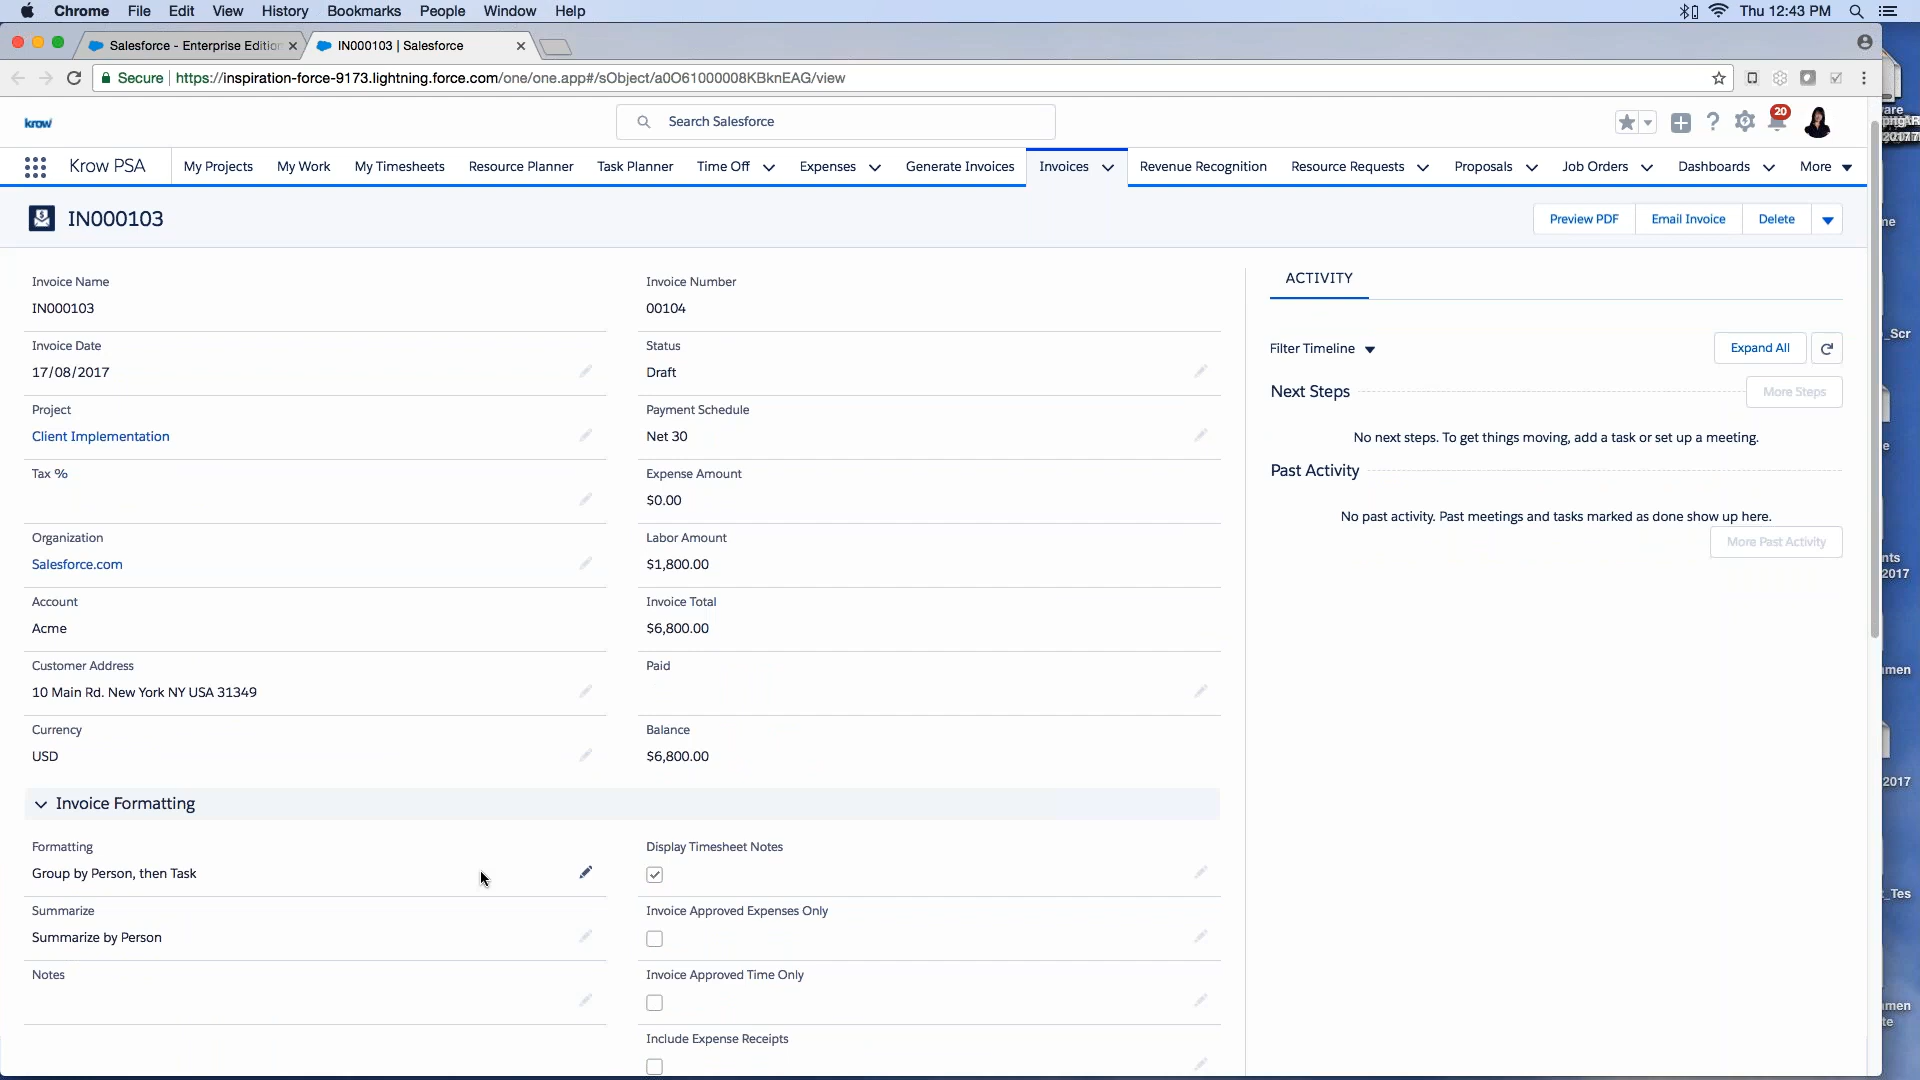 Chrome File Edit View History Bookmarks People Window Help Thu 12:43 PM
Salesforce - Enterprise Edition IN000103 | Salesforce
Secure https://inspiration-force-9173.lightning.force.com/one/one.app#/sObject/a0O61000008KBknEAG/view
krow Search Salesforce 20
Krow PSA My Projects My Work My Timesheets Resource Planner Task Planner Time Off Expenses Generate Invoices Invoices Revenue Recognition Resource Requests Proposals Job Orders Dashboards More
IN000103 Preview PDF Email Invoice Delete
Invoice Name
IN000103
Invoice Date
17/08/2017
Project
Client Implementation
Tax %
Organization
Salesforce.com
Account
Acme
Customer Address
10 Main Rd. New York NY USA 31349
Currency
USD
Invoice Number
00104
Status
Draft
Payment Schedule
Net 30
Expense Amount
$0.00
Labor Amount
$1,800.00
Invoice Total
$6,800.00
Paid
Balance
$6,800.00
Invoice Formatting
Formatting
Group by Person, then Task
Summarize
Summarize by Person
Notes
Display Timesheet Notes
Invoice Approved Expenses Only
Invoice Approved Time Only
Include Expense Receipts
ACTIVITY
Filter Timeline Expand All
Next Steps More Steps
No next steps. To get things moving, add a task or set up a meeting.
Past Activity
No past activity. Past meetings and tasks marked as done show up here.
More Past Activity